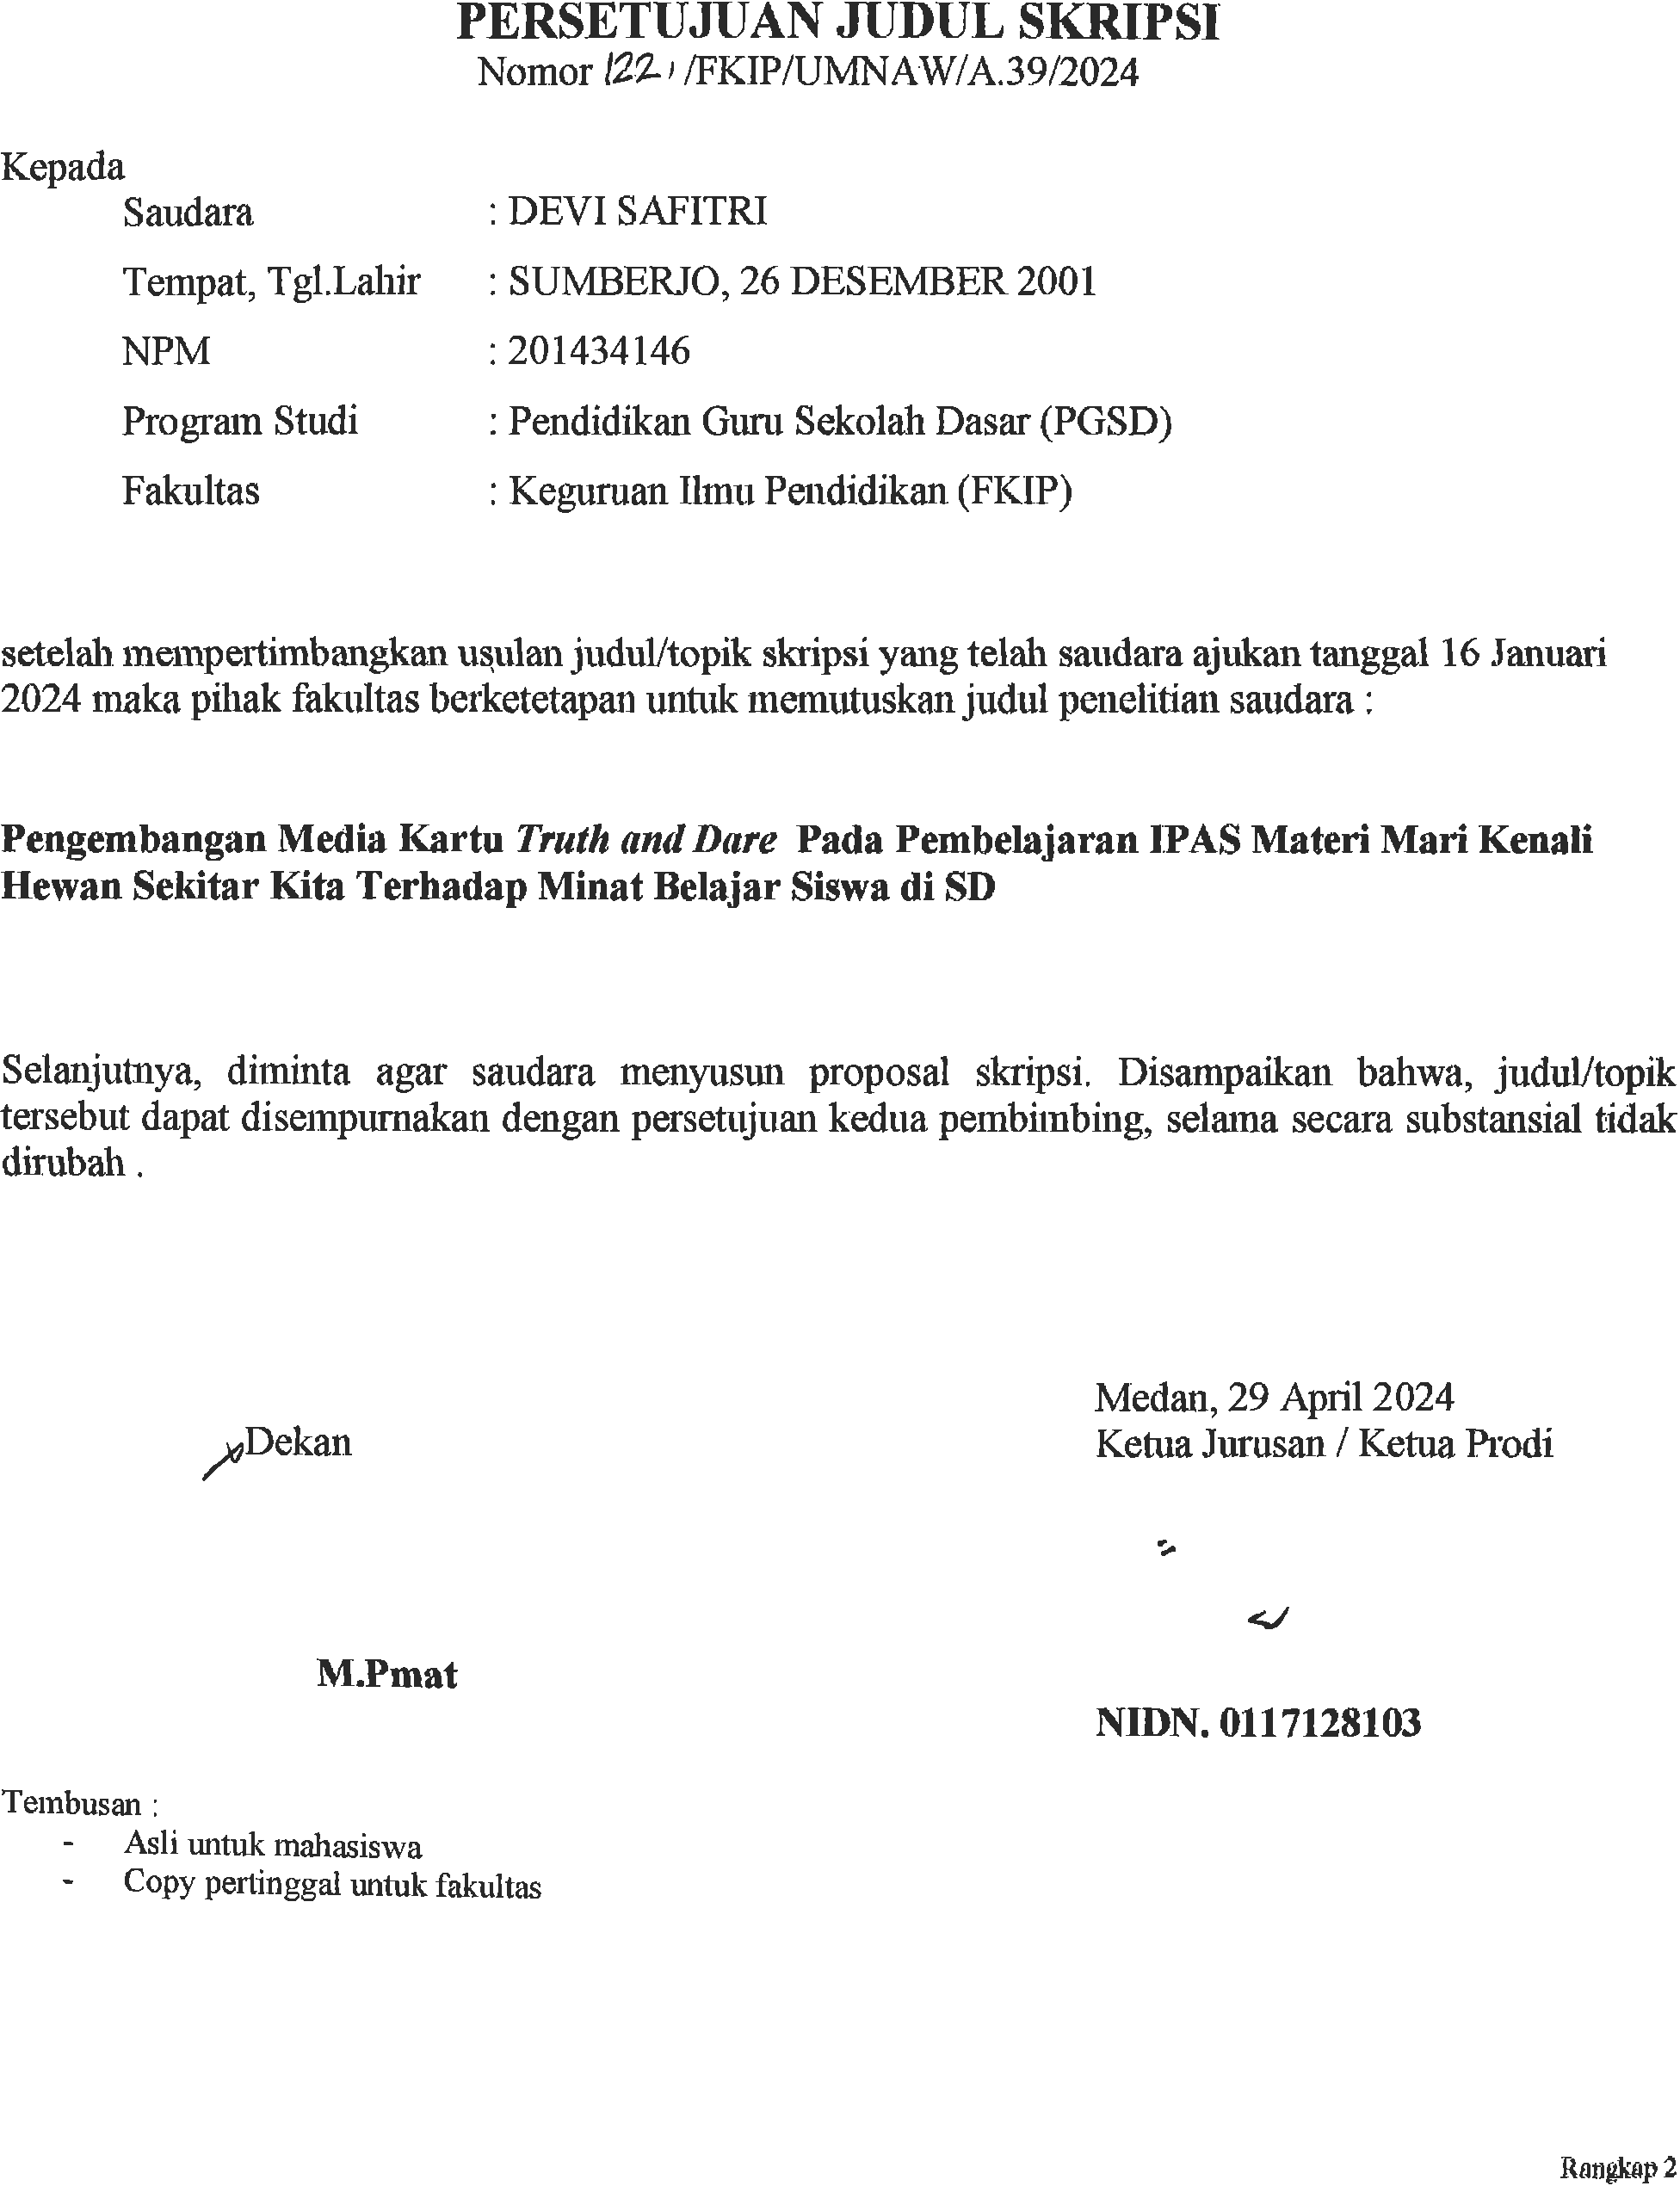 PERSETUJUAN JUDUL SKRIPSI
Nomor 1221 /FKIP/UMNAW/A.39/2024
Kepada
Saudara : DEVI SAFITRI
Tempat, Tgl.Lahir : SUMBERJO, 26 DESEMBER 2001
NPM : 201434146
Program Studi : Pendidikan Guru Sekolah Dasar (PGSD)
Fakultas : Keguruan Ilmu Pendidikan (FKIP)
setelah mempertimbangkan usulan judul/topik skripsi yang telah saudara ajukan tanggal 16 Januari
2024 maka pihak fakultas berketetapan untuk memutuskan judul penelitian saudara :
Pengembangan Media Kartu Truth and Dare Pada Pembelajaran IPAS Materi Mari Kenali
Hewan Sekitar Kita Terhadap Minat Belajar Siswa di SD
Selanjutnya, diminta agar saudara menyusun proposal skripsi. Disampaikan bahwa, judul/topik
tersebut dapat disempurnakan dengan persetujuan kedua pembimbing, selama secara substansial tidak
dirubah .
Medan, 29 April 2024
Dekan
Ketua Jurusan / Ketua Prodi
M.Pmat
NIDN. 0117128103
Tembusan :
- Asli untuk mahasiswa
- Copy pertinggal untuk fakultas
Rangkap 2